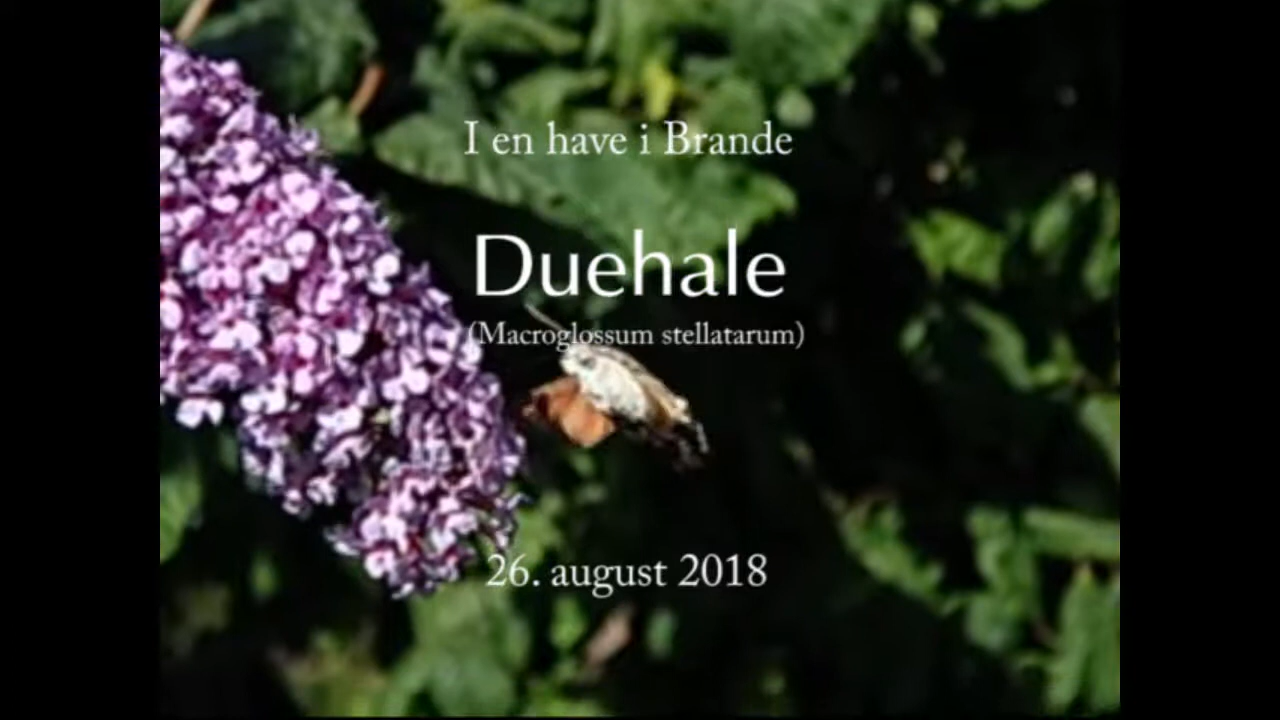 I en have i Brande
Duehale
(Macroglossum stellatarum)
26. august 2018